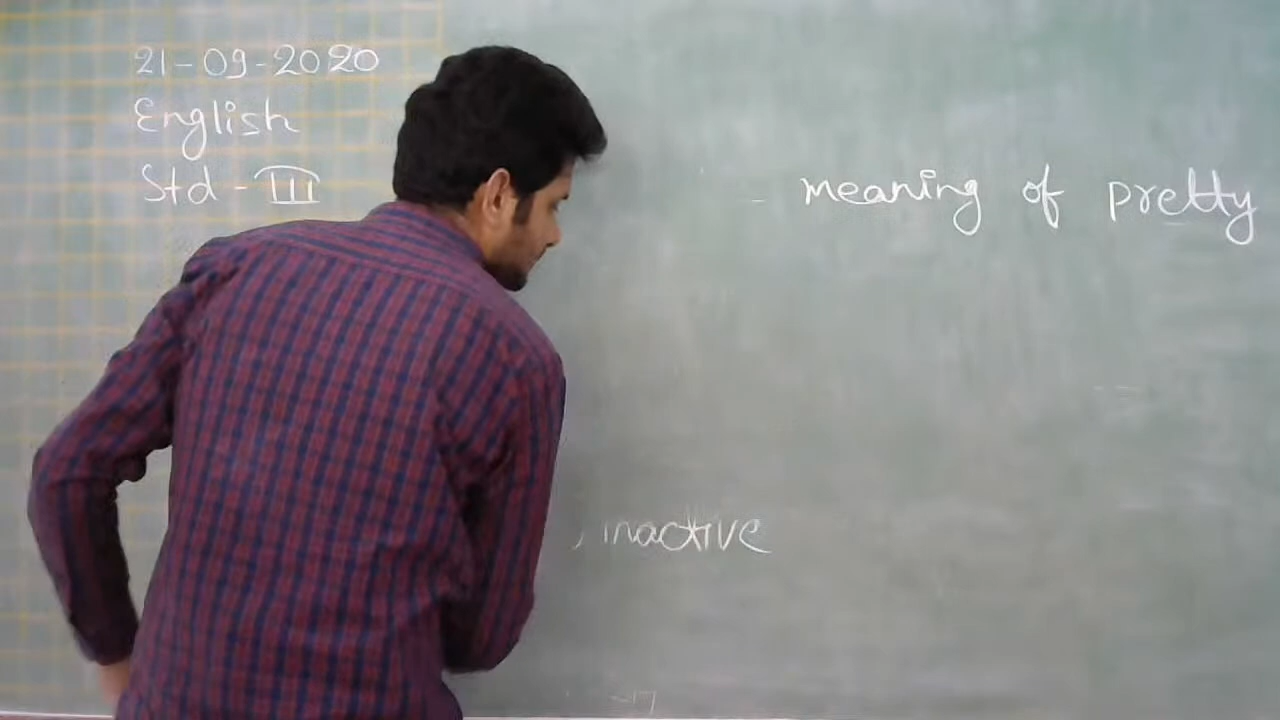 21-09-2020
English
Std - III
- meaning of pretty
, inactive